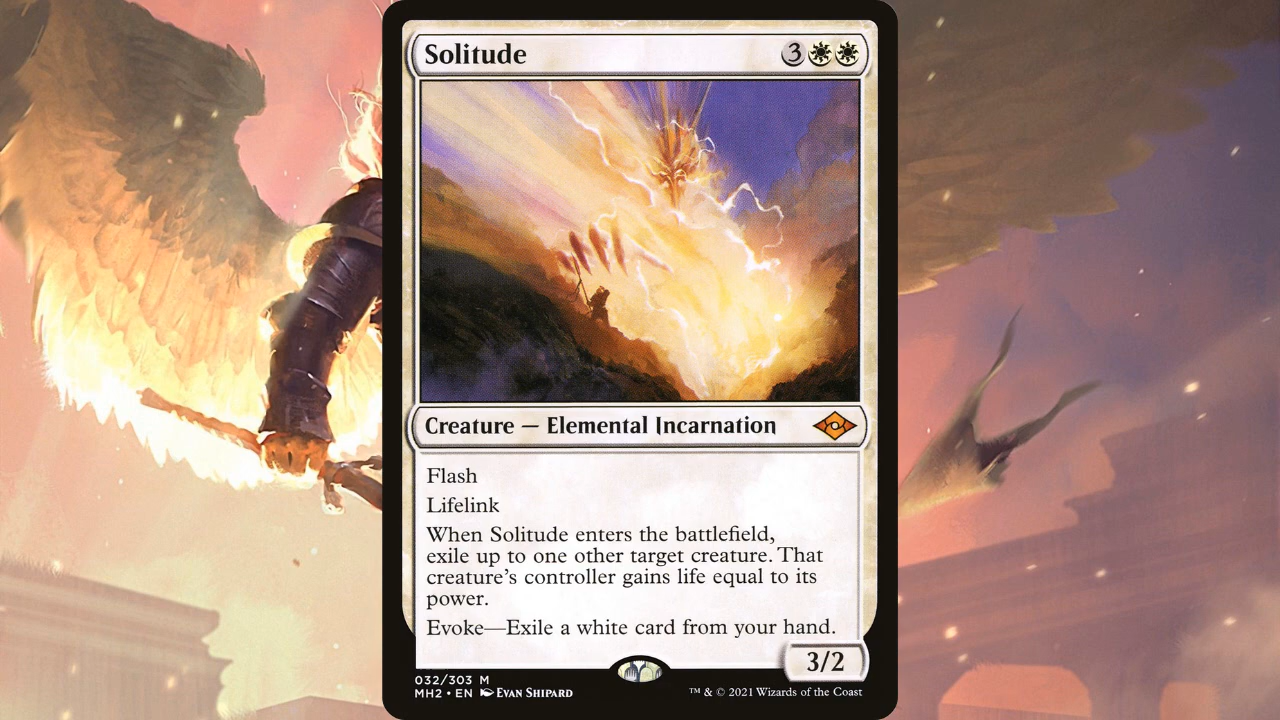 Solitude 3
Creature — Elemental Incarnation
Flash
Lifelink
When Solitude enters the battlefield,
exile up to one other target creature. That
creature's controller gains life equal to its
power.
Evoke—Exile a white card from your hand.
3/2
032/303 M
MH2 • EN Evan Shipard ™ & © 2021 Wizards of the Coast